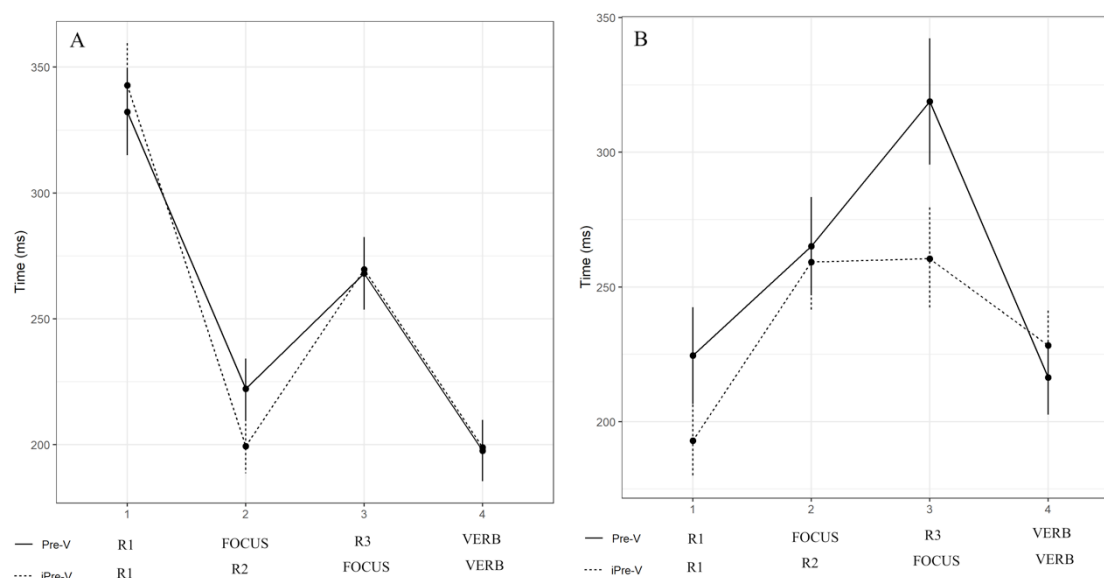 A
B
350
300
250
200
Time (ms)
1 2 3 4
350
300
250
200
Time (ms)
1 2 3 4
Pre-V R1 FOCUS R3 VERB
iPre-V R1 R2 FOCUS VERB
Pre-V R1 FOCUS R3 VERB
iPre-V R1 R2 FOCUS VERB